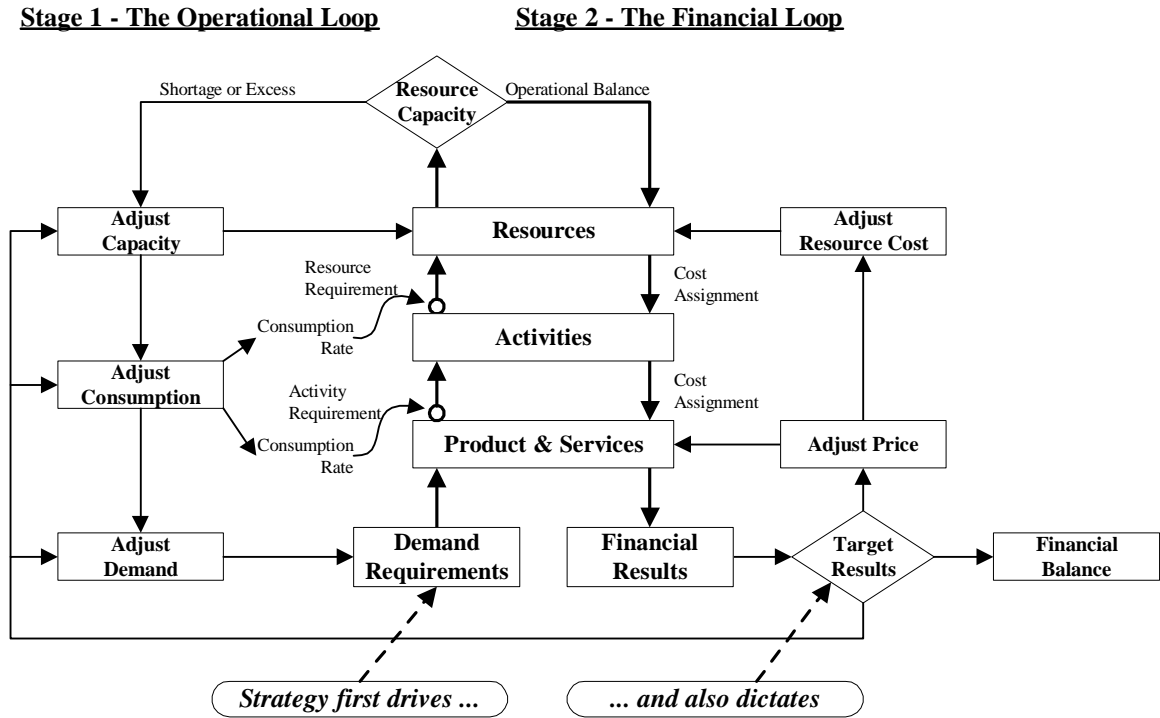 Stage 1 - The Operational Loop
Stage 2 - The Financial Loop
Shortage or Excess
Resource
Capacity
Operational Balance
Adjust
Capacity
Resources
Adjust
Resource Cost
Resource
Requirement
Cost
Assignment
Consumption
Rate
Activities
Adjust
Consumption
Activity
Requirement
Cost
Assignment
Consumption
Rate
Product & Services
Adjust Price
Adjust
Demand
Demand
Requirements
Financial
Results
Target
Results
Financial
Balance
Strategy first drives ...
... and also dictates